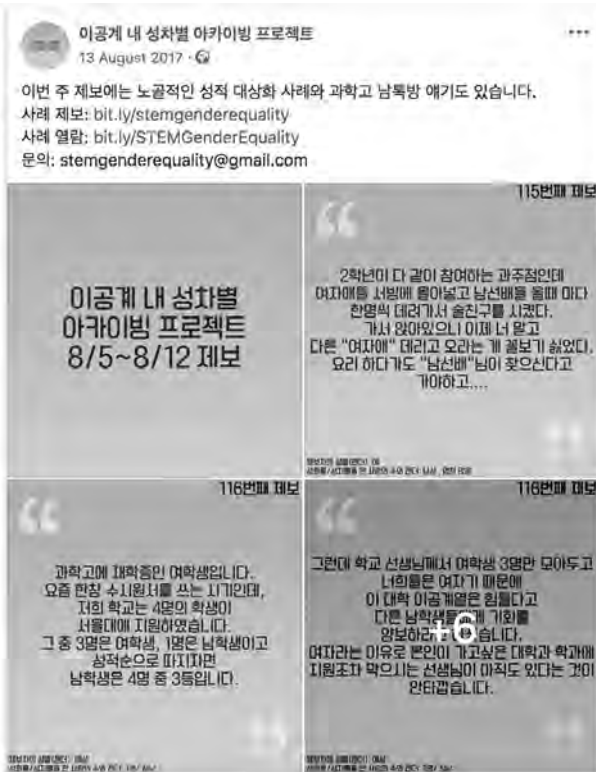 이공계 내 성차별 아카이빙 프로젝트
13 August 2017
이번 주 제보에는 노골적인 성적 대상화 사례와 과학고 남톡방 얘기도 있습니다.
사례 제보: bit.ly/stemgenderequality
사례 열람: bit.ly/STEMGenderEquality
문의: stemgenderequality@gmail.com
이공계 내 성차별
아카이빙 프로젝트
8/5~8/12 제보
115번째 제보
2학년이 다 같이 참여하는 과주점인데
여자애들 서빙에 몰아넣고 남선배들 올때 마다
한명씩 데려가서 술친구를 시켰다.
가서 앉아있으니 이제 너 말고
다른 "여자애" 데리고 오라는 게 꼴보기 싫었다.
요리 하다가도 "남선배"님이 찾으신다고
가야하고....
116번째 제보
과학고에 재학중인 여학생입니다.
요즘 한창 수시원서를 쓰는 시기인데,
저희 학교는 4명의 학생이
서울대에 지원하였습니다.
그 중 3명은 여학생, 1명은 남학생이고
성적순으로 따지자면
남학생은 4명 중 3등입니다.
116번째 제보
그런데 학교 선생님께서 여학생 3명만 모아두고
너희들은 여자기 때문에
이 대학 이공계열은 힘들다고
다른 남학생들 기회를
양보하라 습니다.
+6
여자라는 이유로 본인이 가고싶은 대학과 학과에
지원조차 막으시는 선생님이 아직도 있다는 것이
안타깝습니다.